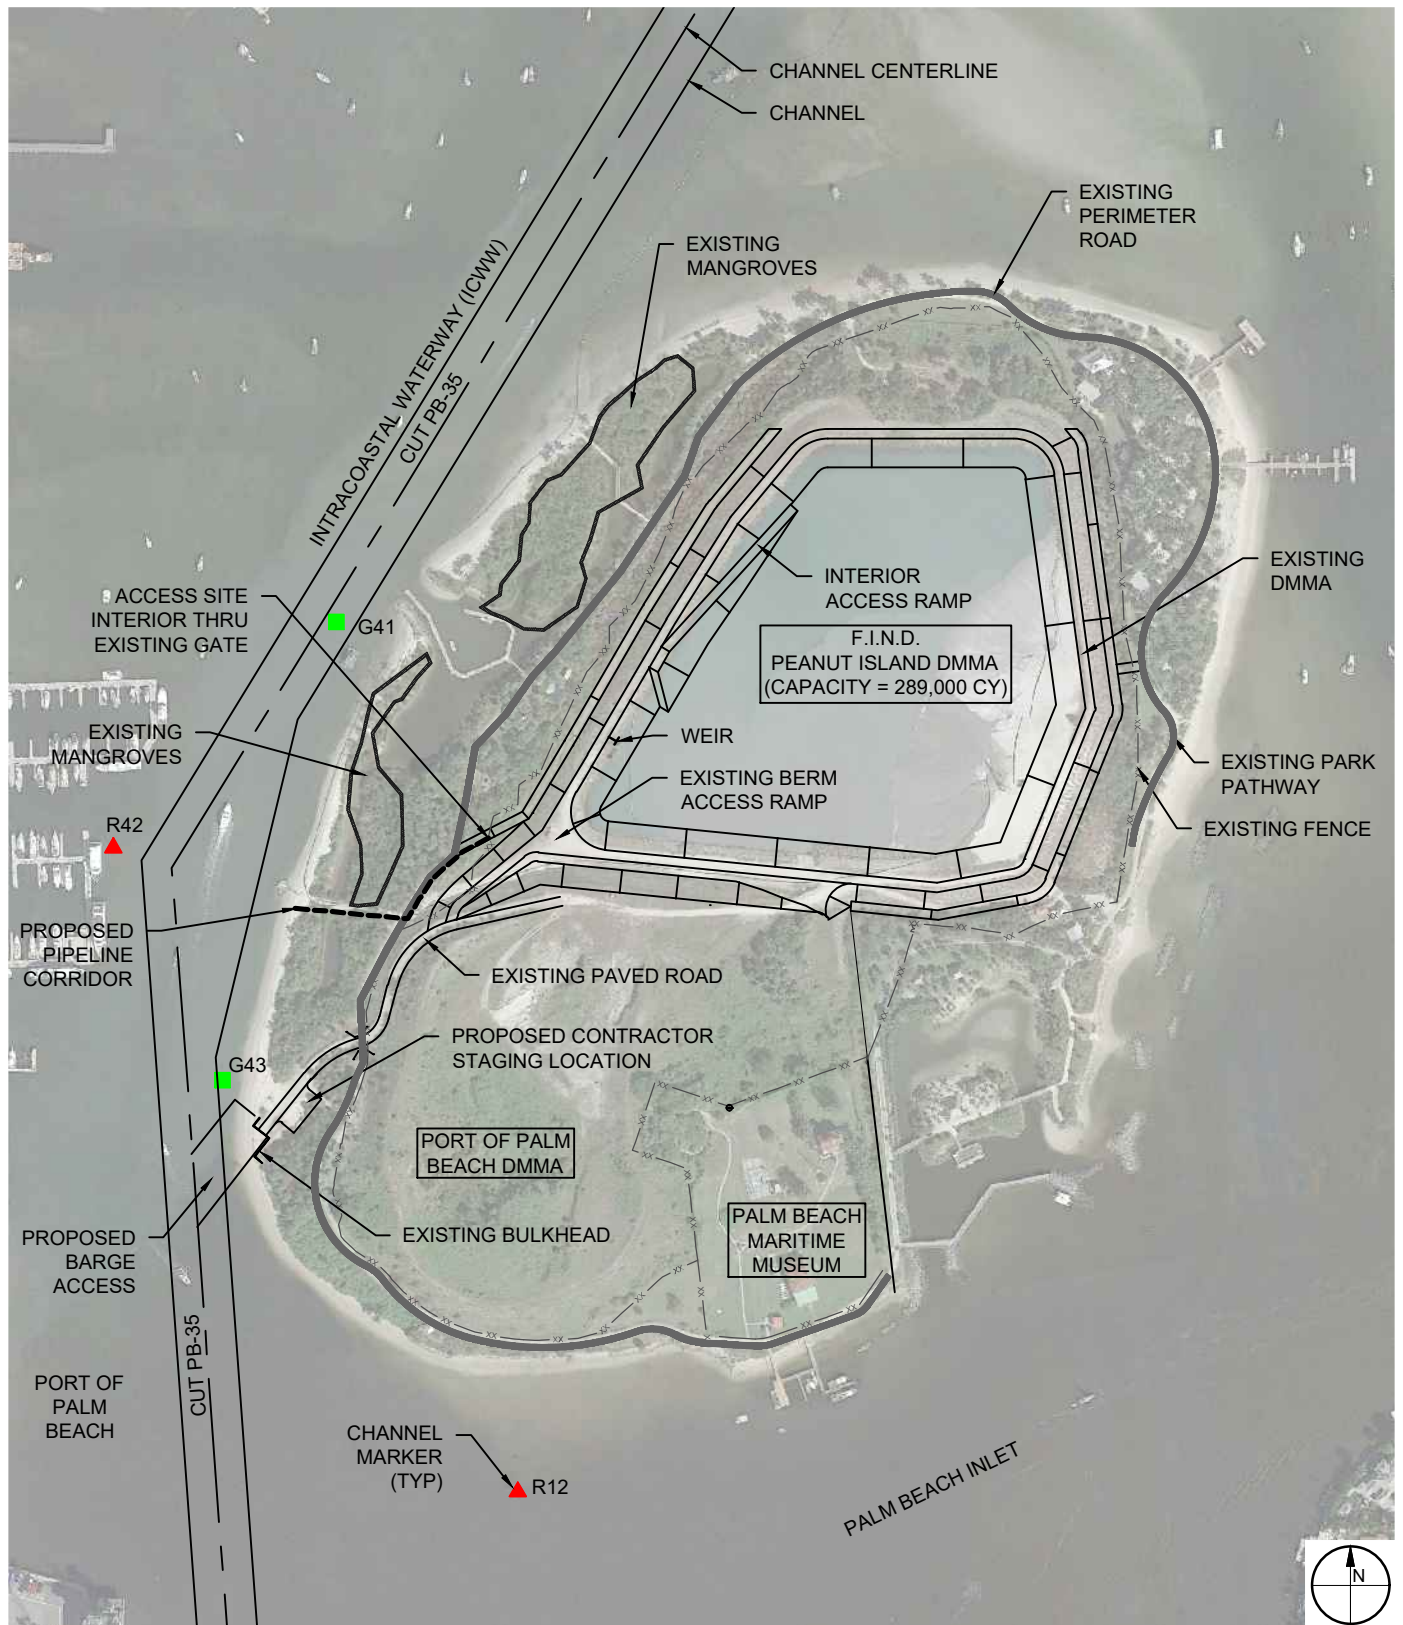 CHANNEL CENTERLINE
CHANNEL
EXISTING
PERIMETER
ROAD
EXISTING
MANGROVES
INTRACOASTAL WATERWAY (ICWW)
CUT PB-35
ACCESS SITE
INTERIOR THRU
EXISTING GATE
G41
INTERIOR
ACCESS RAMP
EXISTING
DMMA
F.I.N.D.
PEANUT ISLAND DMMA
(CAPACITY = 289,000 CY)
EXISTING
MANGROVES
WEIR
EXISTING BERM
ACCESS RAMP
EXISTING PARK
PATHWAY
EXISTING FENCE
R42
PROPOSED
PIPELINE
CORRIDOR
EXISTING PAVED ROAD
PROPOSED CONTRACTOR
STAGING LOCATION
G43
PORT OF PALM
BEACH DMMA
PROPOSED
BARGE
ACCESS
EXISTING BULKHEAD
PALM BEACH
MARITIME
MUSEUM
CUT PB-35
PORT OF
PALM
BEACH
CHANNEL
MARKER
(TYP)
R12
PALM BEACH INLET
N